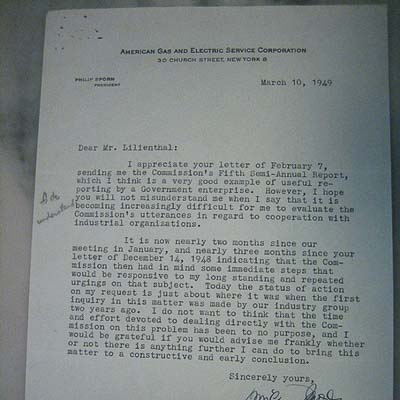 AMERICAN GAS AND ELECTRIC SERVICE CORPORATION
30 CHURCH STREET, NEW YORK 8
PHILIP SPORN
PRESIDENT
March 10, 1949
Dear Mr. Lilienthal:
I appreciate your letter of February 7,
sending me the Commission's Fifth Semi-Annual Report,
which I think is a very good example of useful re-
porting by a Government enterprise. However, I hope
you will not misunderstand me when I say that it is
becoming increasingly difficult for me to evaluate the
Commission's utterances in regard to cooperation with
industrial organizations.
It is now nearly two months since our
meeting in January, and nearly three months since your
letter of December 14, 1948 indicating that the Com-
mission then had in mind some immediate steps that
would be responsive to my long standing and repeated
urgings on that subject. Today the status of action
on my request is just about where it was when the first
inquiry in this matter was made by our industry group
two years ago. I do not want to think that the time
and effort devoted to dealing directly with the Com-
mission on this problem has been to no purpose, and I
would be grateful if you would advise me frankly whether
or not there is anything further I can do to bring this
matter to a constructive and early conclusion.
Sincerely yours,